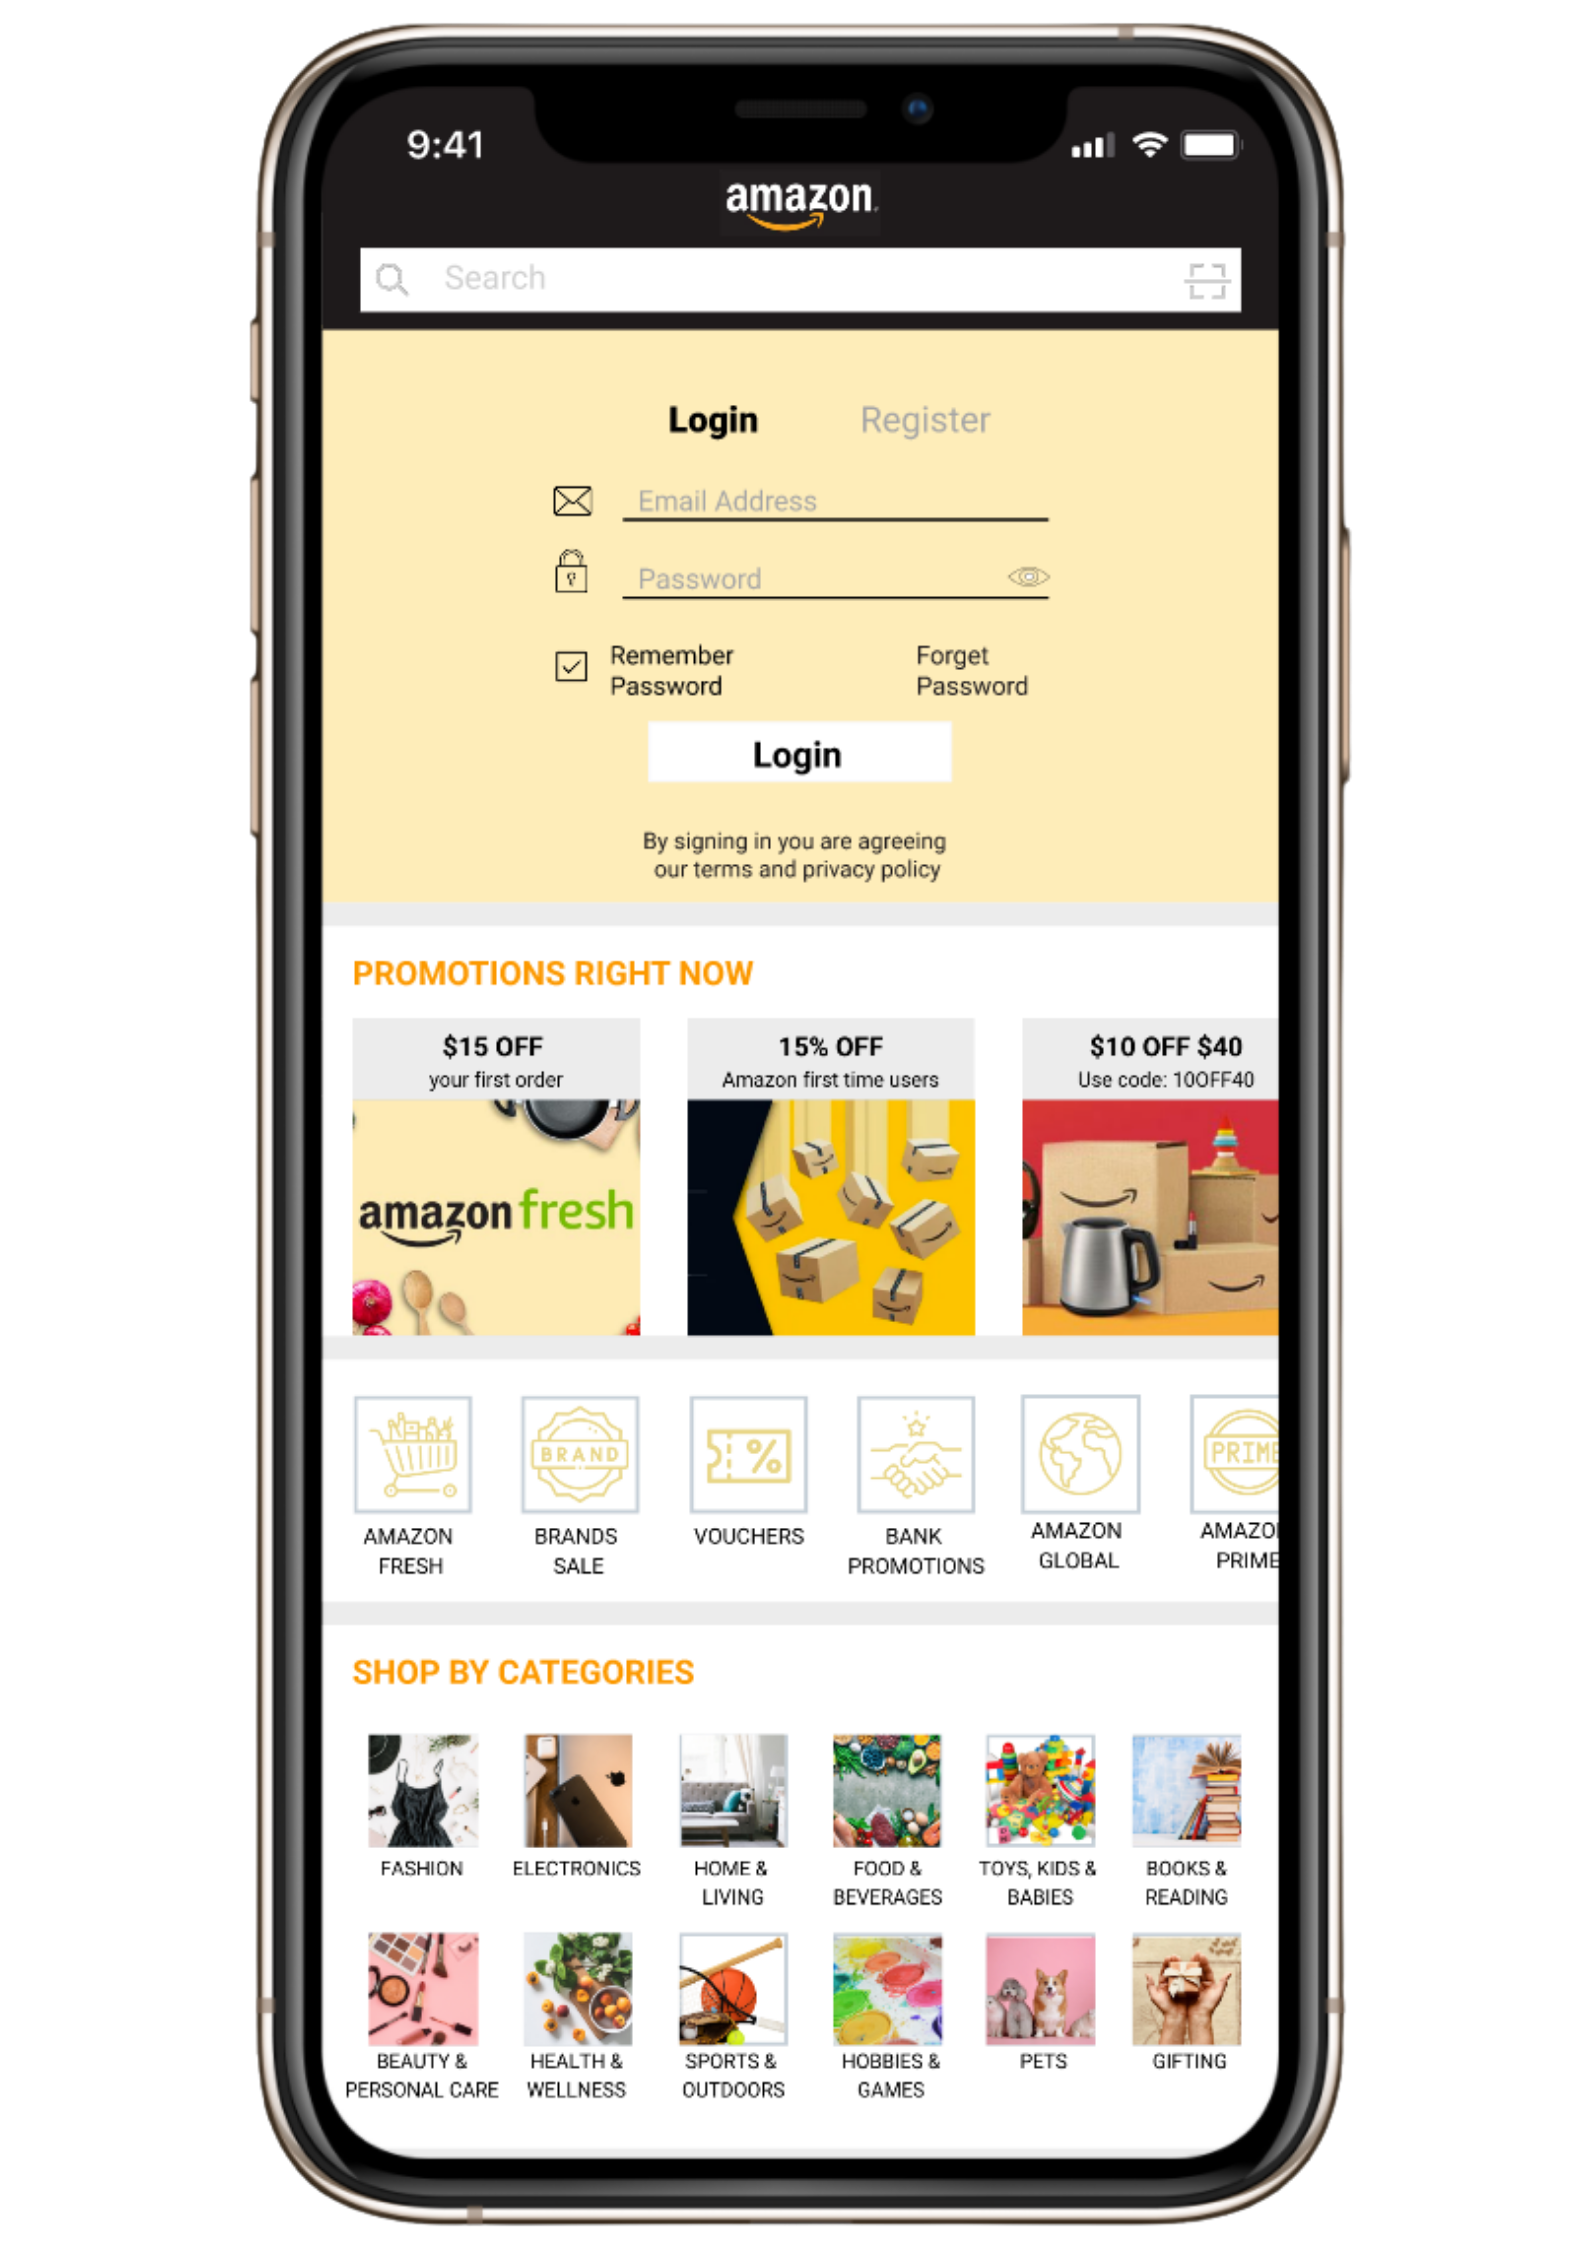 9:41
amazon
Search
Login Register
Email Address
Password
Remember Password
Forget Password
Login
By signing in you are agreeing
our terms and privacy policy
PROMOTIONS RIGHT NOW
$15 OFF
your first order
amazon fresh
15% OFF
Amazon first time users
$10 OFF $40
Use code: 10OFF40
BRAND
%
PRIME
AMAZON FRESH
BRANDS SALE
VOUCHERS
BANK PROMOTIONS
AMAZON GLOBAL
AMAZO PRIME
SHOP BY CATEGORIES
FASHION
ELECTRONICS
HOME & LIVING
FOOD & BEVERAGES
TOYS, KIDS & BABIES
BOOKS & READING
BEAUTY & PERSONAL CARE
HEALTH & WELLNESS
SPORTS & OUTDOORS
HOBBIES & GAMES
PETS
GIFTING